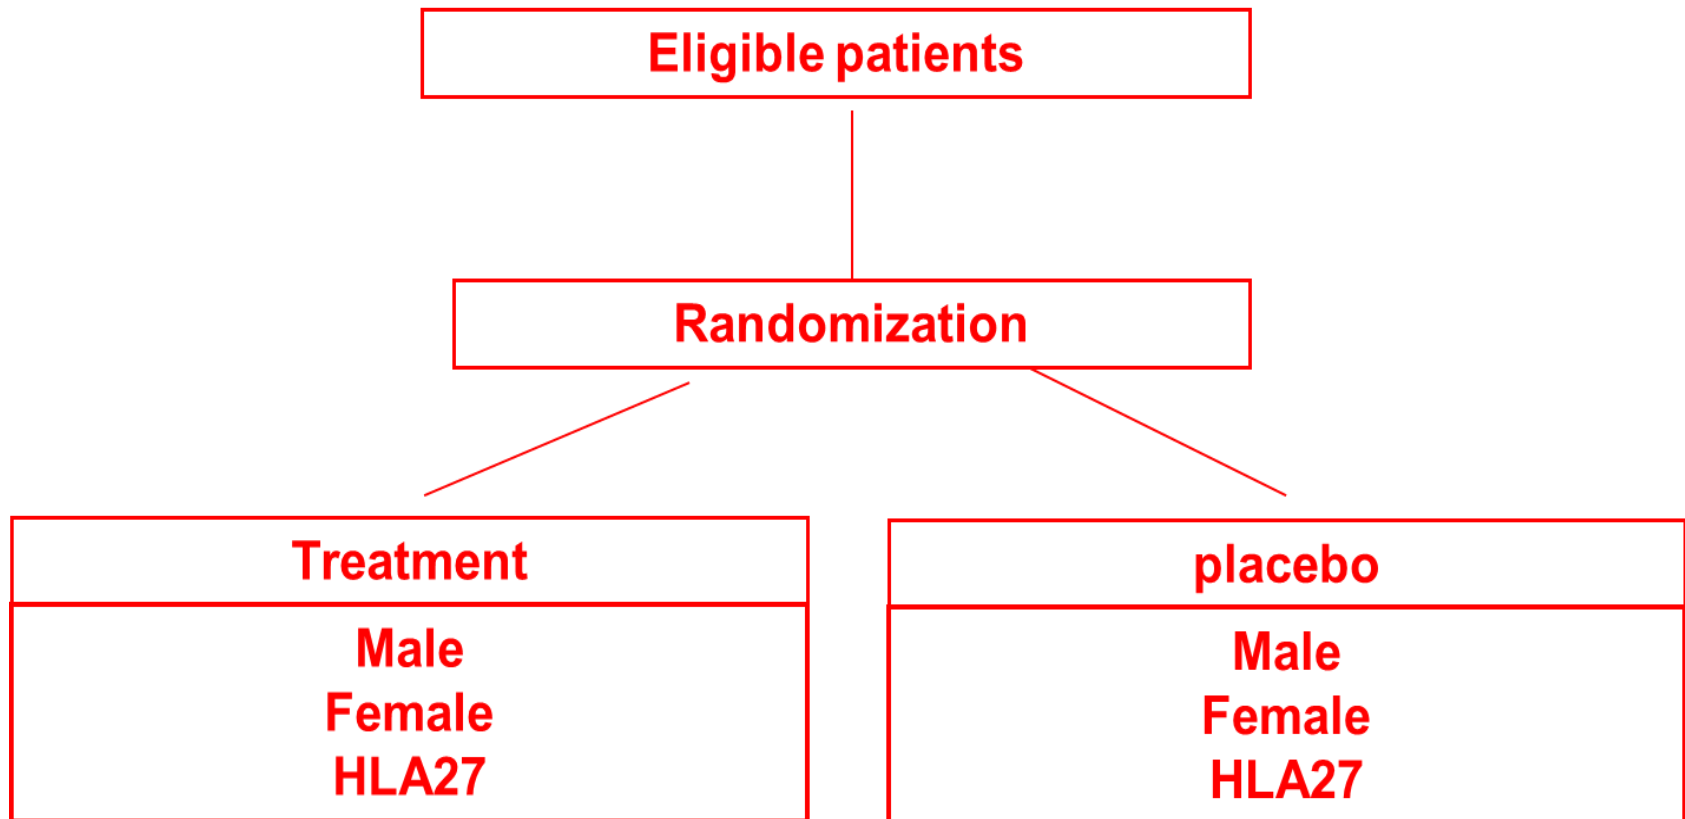 Eligible patients
Randomization
Treatment
Male
Female
HLA27
placebo
Male
Female
HLA27